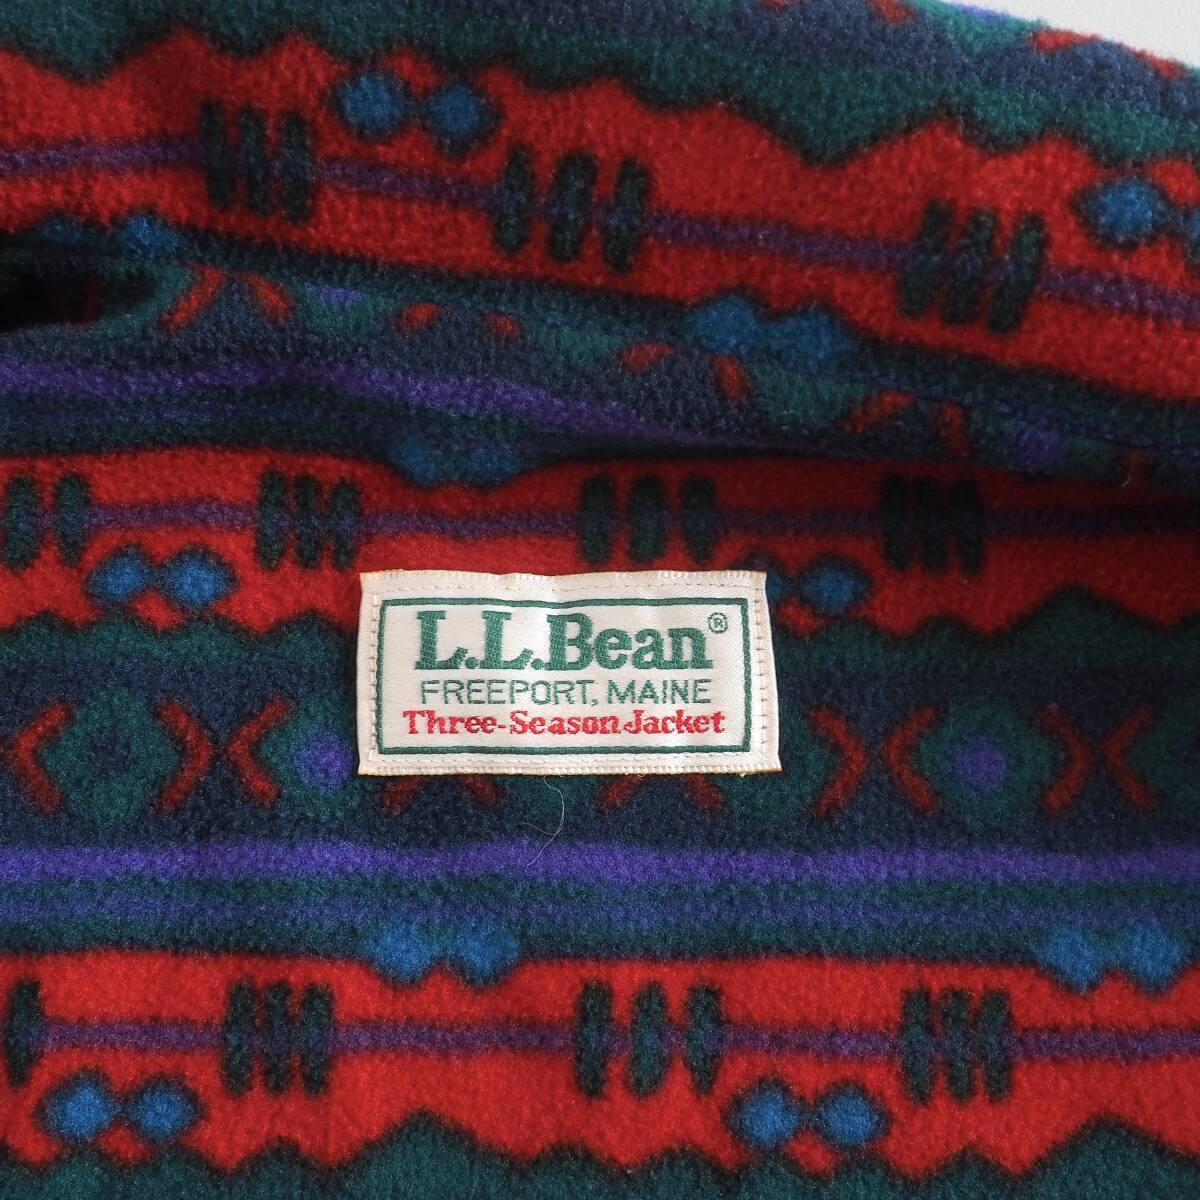 L.L.Bean®
FREEPORT, MAINE
Three-Season Jacket